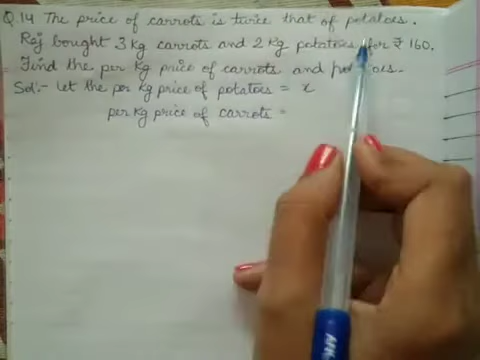 Q.14 The price of carrots is twice that of potatoes.
Raj bought 3 kg carrots and 2 kg potatoes for ₹ 160.
Find the per kg price of carrots and
Sol:- Let the per kg price of potatoes = x
per kg price of carrots =